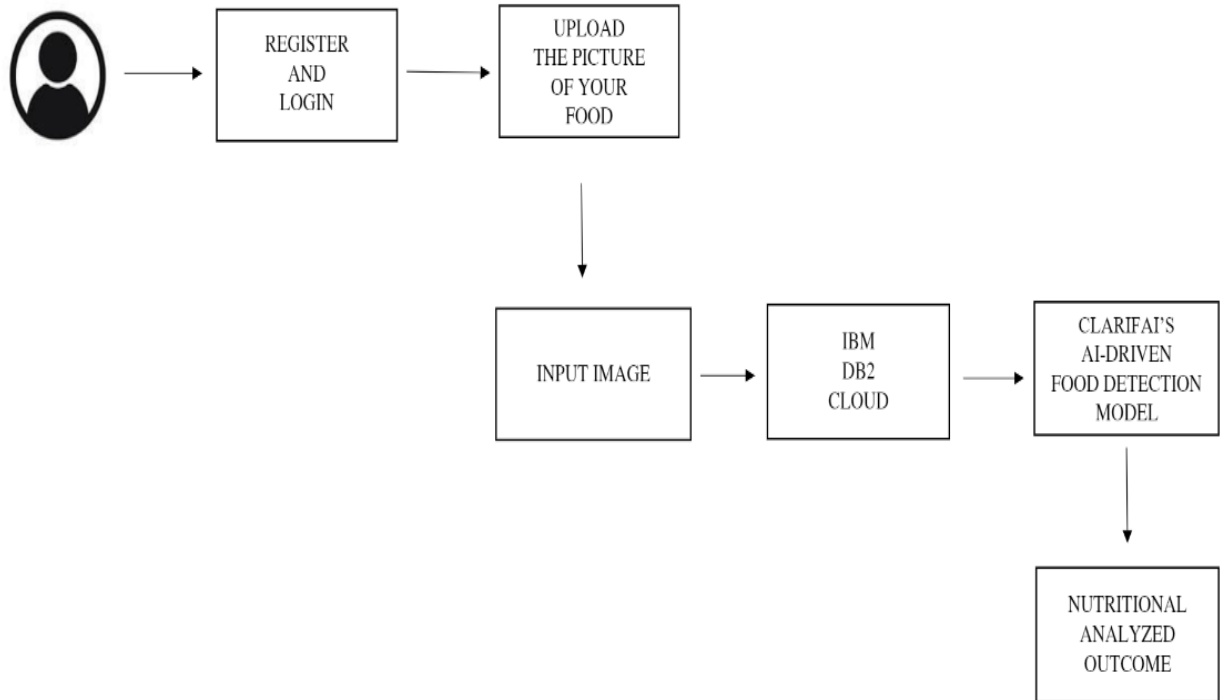 REGISTER
AND
LOGIN
UPLOAD
THE PICTURE
OF YOUR
FOOD
INPUT IMAGE
IBM
DB2
CLOUD
CLARIFAI'S
AI-DRIVEN
FOOD DETECTION
MODEL
NUTRITIONAL
ANALYZED
OUTCOME